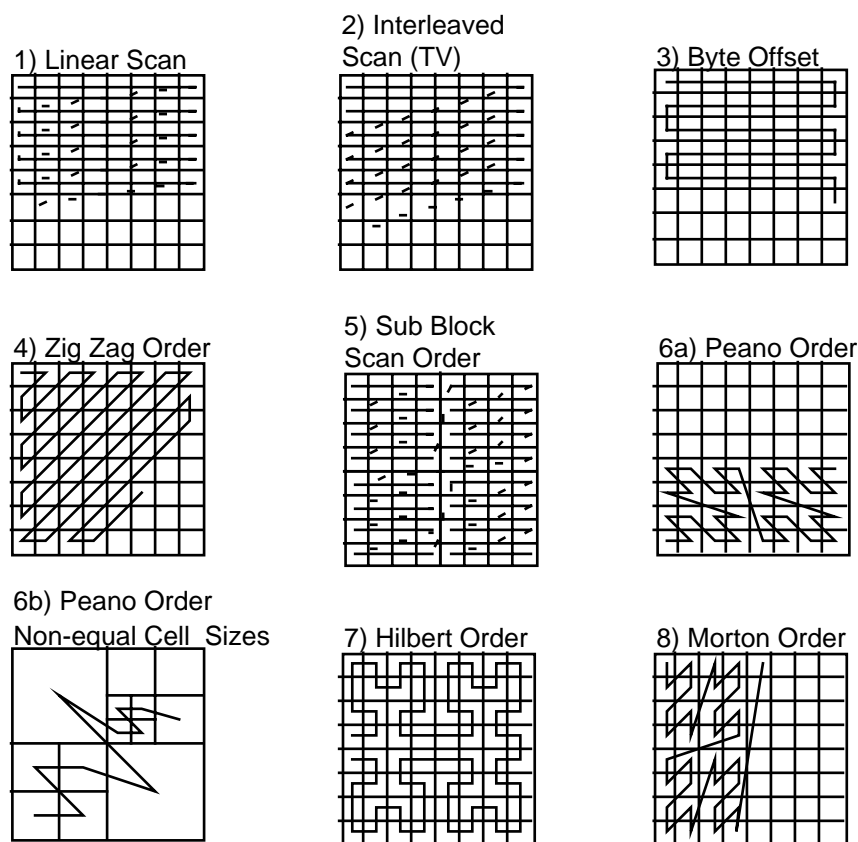 1) Linear Scan
2) Interleaved
Scan (TV)
3) Byte Offset
4) Zig Zag Order
5) Sub Block
Scan Order
6a) Peano Order
6b) Peano Order
Non-equal Cell Sizes
7) Hilbert Order
8) Morton Order